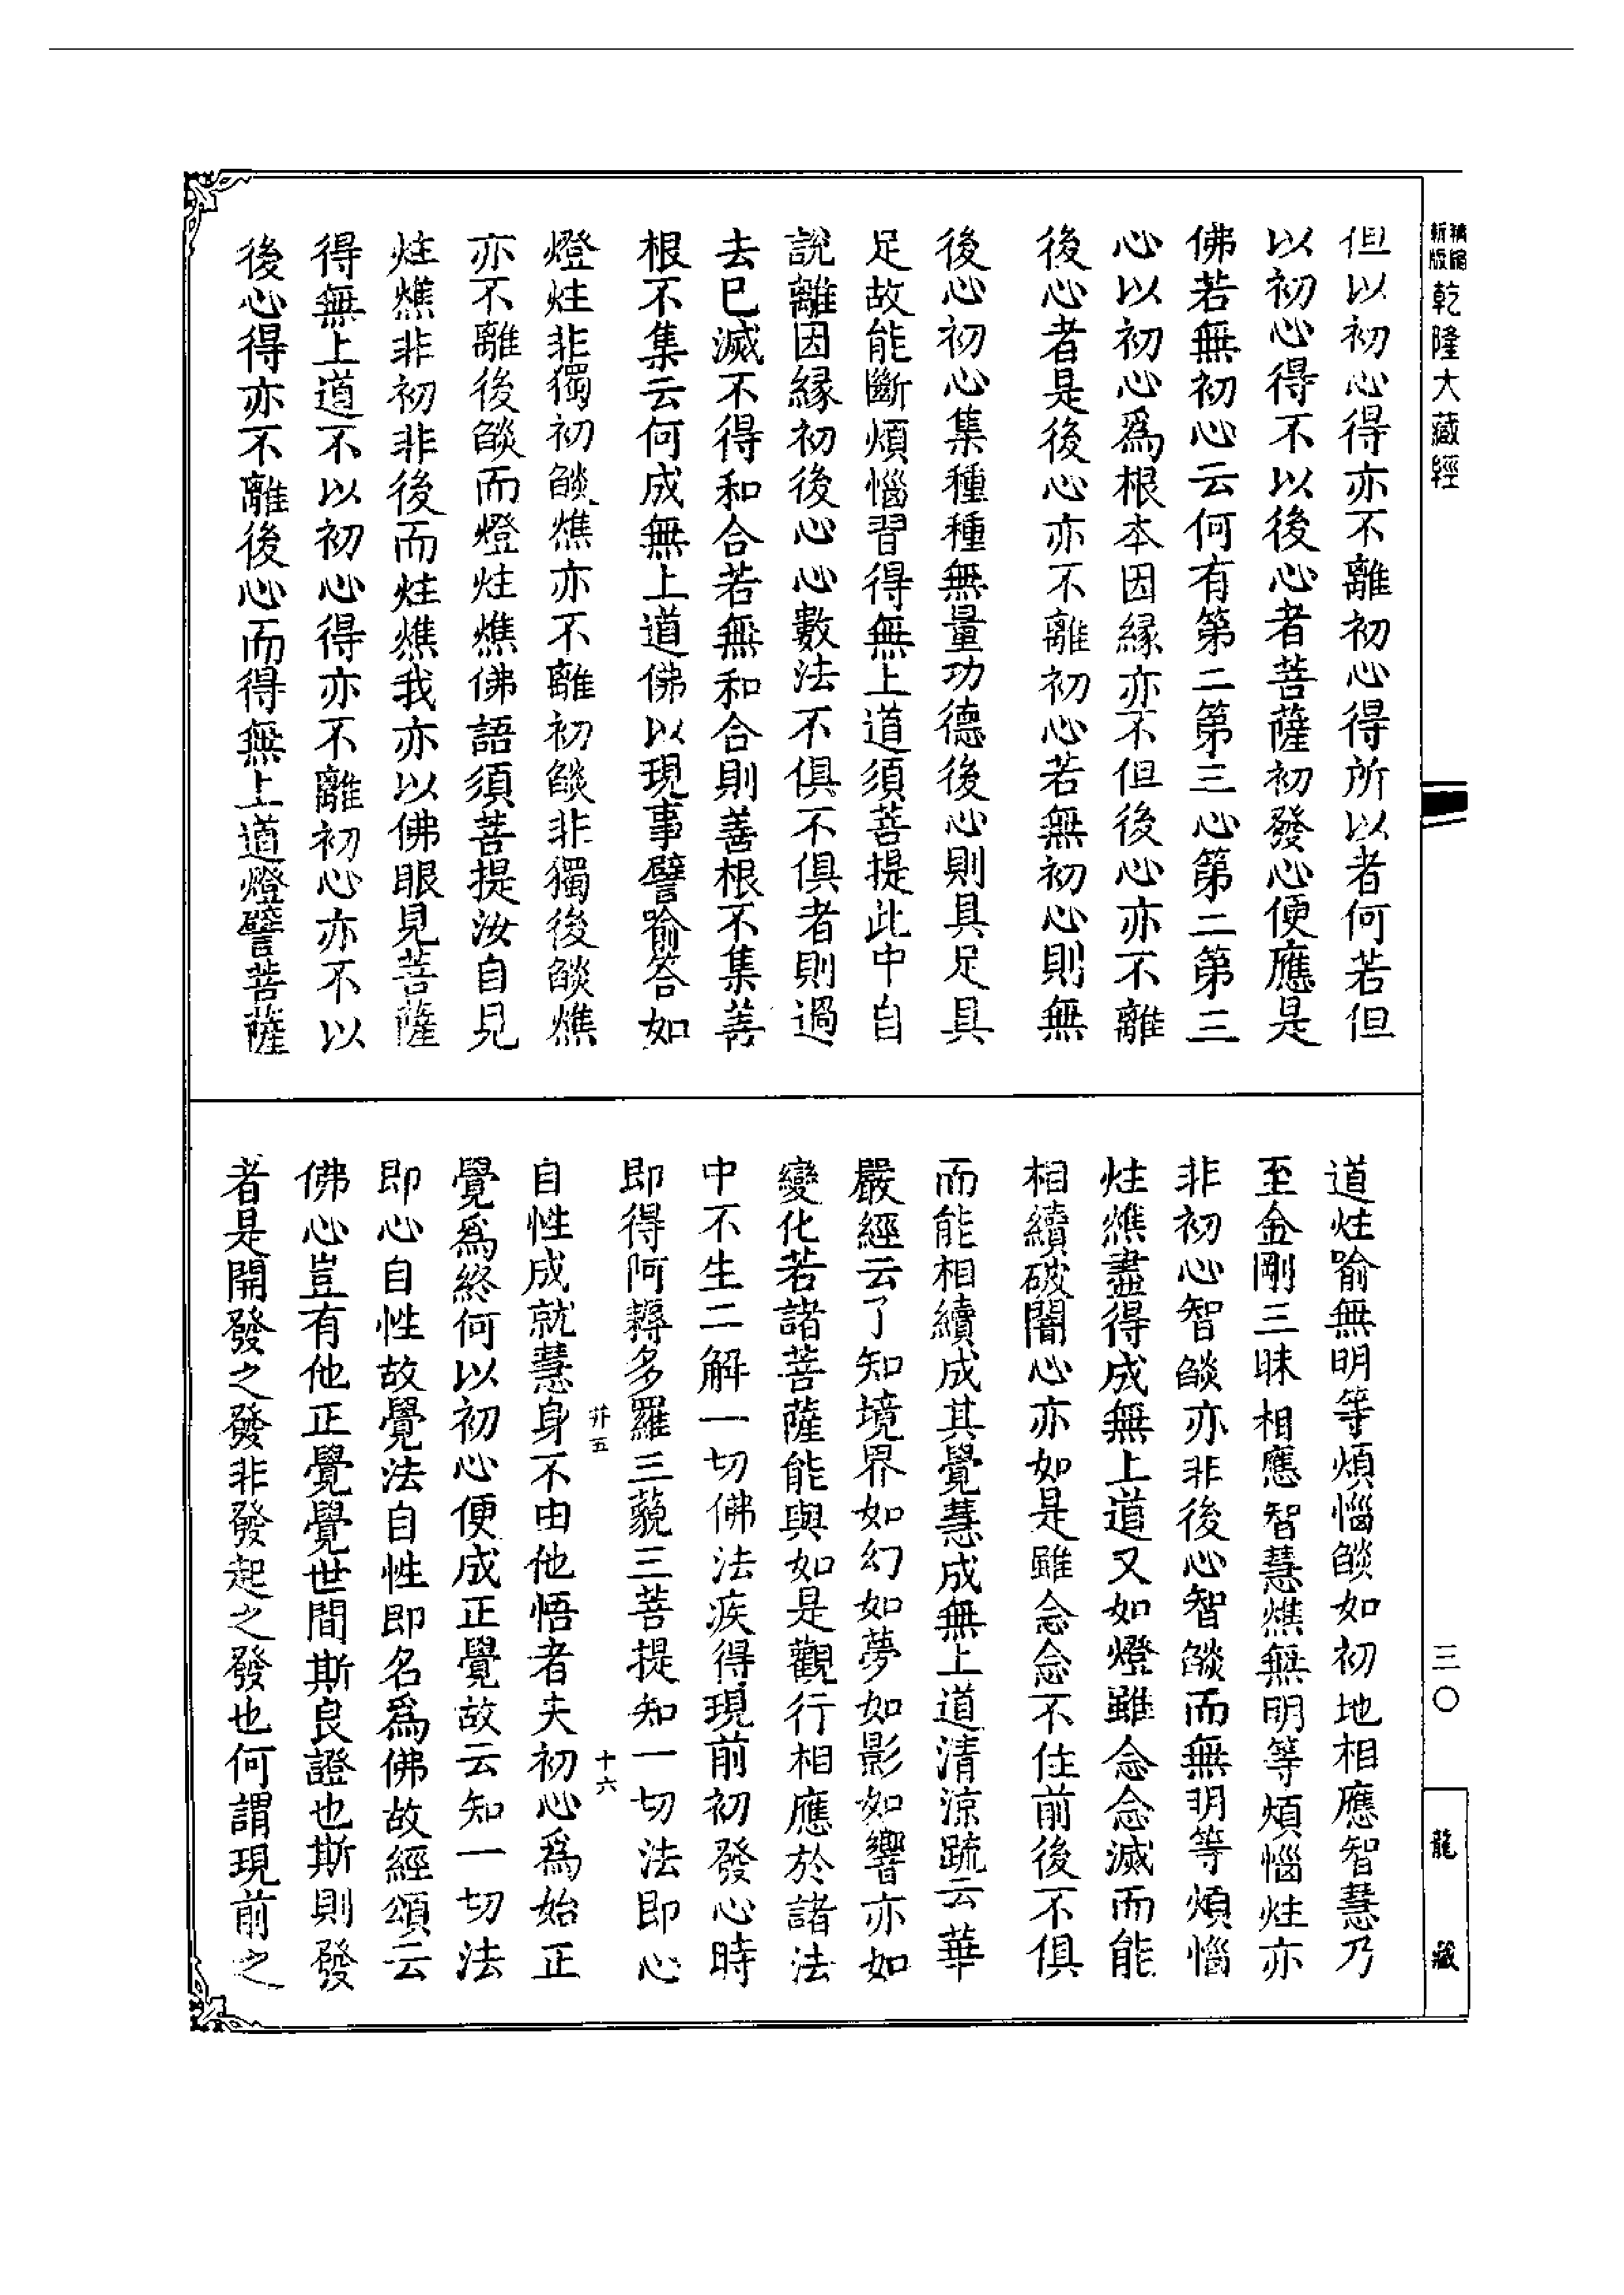 新版
精縮
乾隆大藏經
三〇
龍藏
但以初心得亦不離初心得所以者何若但
以初心得不以後心者菩薩初發心便應是
佛若無初心云何有第二第三心第二第三
心以初心爲根本因緣亦不但後心亦不離
後心者是後心亦不離初心若無初心則無
後心初心集種種無量功德後心則具足具
足故能斷煩惱習得無上道須菩提此中自
說離因緣初後心心數法不俱不俱者則過
去已滅不得和合若無和合則善根不集善
根不集云何成無上道佛以現事譬喻答如
燈炷非獨初燄燋亦不離初燄非獨後燄燋
亦不離後燄而燈炷燋佛語須菩提汝自見
炷燋非初非後而炷燋我亦以佛眼見菩薩
得無上道不以初心得亦不離初心亦不以
後心得亦不離後心而得無上道燈譬菩薩
道炷喻無明等煩惱燄如初地相應智慧乃
至金剛三昧相應智慧燋無明等煩惱炷亦
非初心智燄亦非後心智燄而無明等煩惱
炷燋盡得成無上道又如燈雖念念滅而能
相續破闇心亦如是雖念念不住前後不俱
而能相續成其覺慧成無上道清涼疏云華
嚴經云了知境界如幻如夢如影如響亦如
變化若諸菩薩能與如是觀行相應於諸法
中不生二解一切佛法疾得現前初發心時
即得阿耨多羅三藐三菩提知一切法即心
自性成就慧身不由他悟者夫初心爲始正
覺爲終何以初心便成正覺故云知一切法
即心自性故覺法自性即名爲佛故經頌云
佛心豈有他正覺覺世間斯良證也斯則發
者是開發之發非發起之發也何謂現前之
五
十六